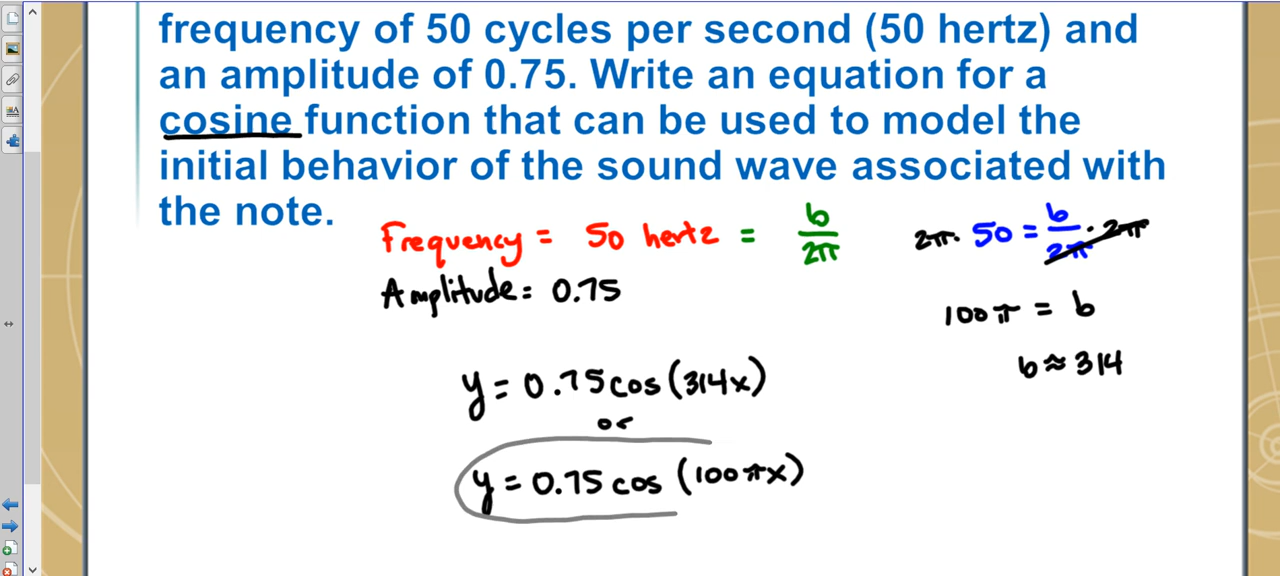 frequency of 50 cycles per second (50 hertz) and
an amplitude of 0.75. Write an equation for a
cosine function that can be used to model the
initial behavior of the sound wave associated with
the note.
Frequency = 50 hertz = b/2π
Amplitude = 0.75
2π · 50 = b/2π · 2π
100π = b
b ≈ 314
y = 0.75 cos (314x)
or
y = 0.75 cos (100πx)